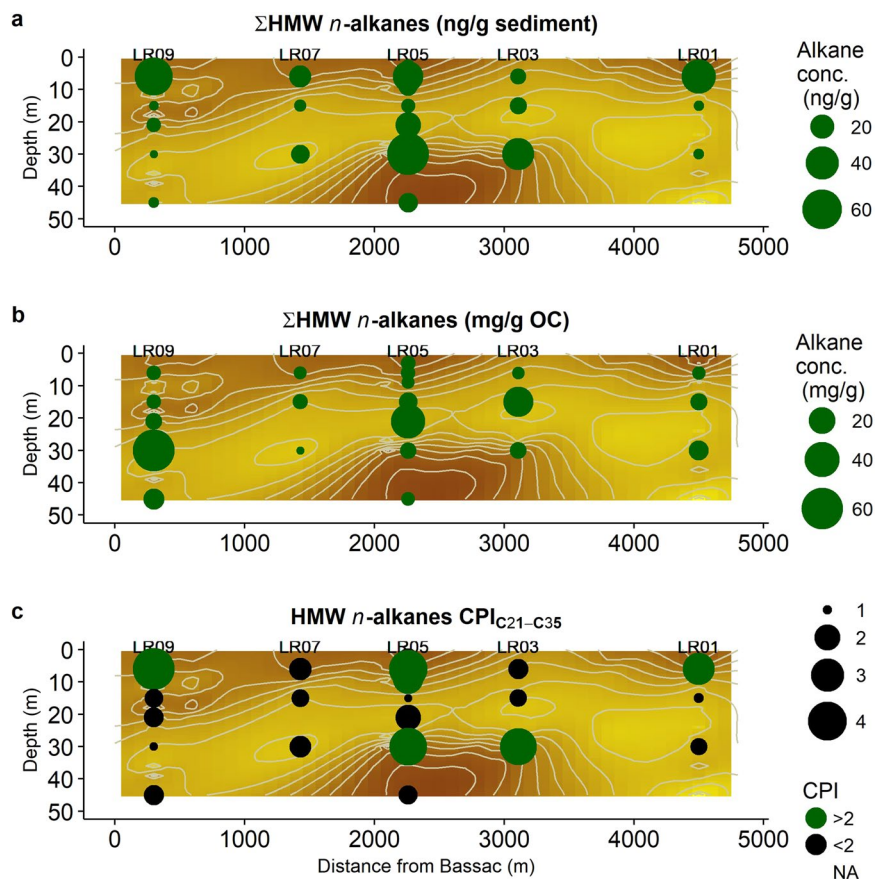 a
ΣHMW n-alkanes (ng/g sediment)
LR09 LR07 LR05 LR03 LR01
0
10
20
30
40
50
Depth (m)
0 1000 2000 3000 4000 5000
Alkane
conc.
(ng/g)
20
40
60
b
ΣHMW n-alkanes (mg/g OC)
LR09 LR07 LR05 LR03 LR01
0
10
20
30
40
50
Depth (m)
0 1000 2000 3000 4000 5000
Alkane
conc.
(mg/g)
20
40
60
c
HMW n-alkanes CPIC21–C35
LR09 LR07 LR05 LR03 LR01
0
10
20
30
40
50
Depth (m)
0 1000 2000 3000 4000 5000
Distance from Bassac (m)
1
2
3
4
CPI
>2
<2
NA